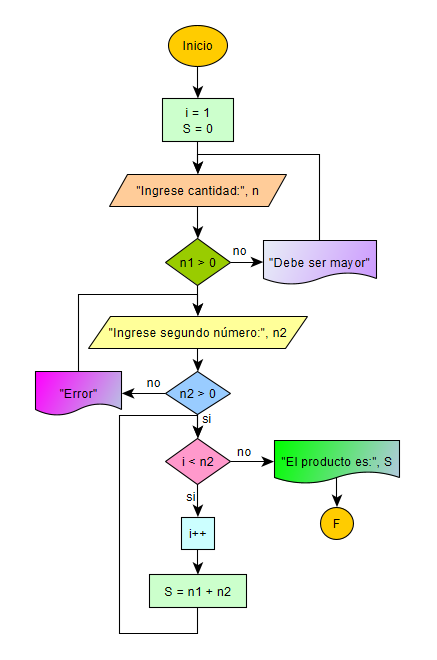 Inicio
i = 1
S = 0
"Ingrese cantidad:", n
n1 > 0
no
"Debe ser mayor"
"Ingrese segundo número:", n2
"Error"
no
n2 > 0
si
i < n2
no
"El producto es:", S
si
i++
F
S = n1 + n2